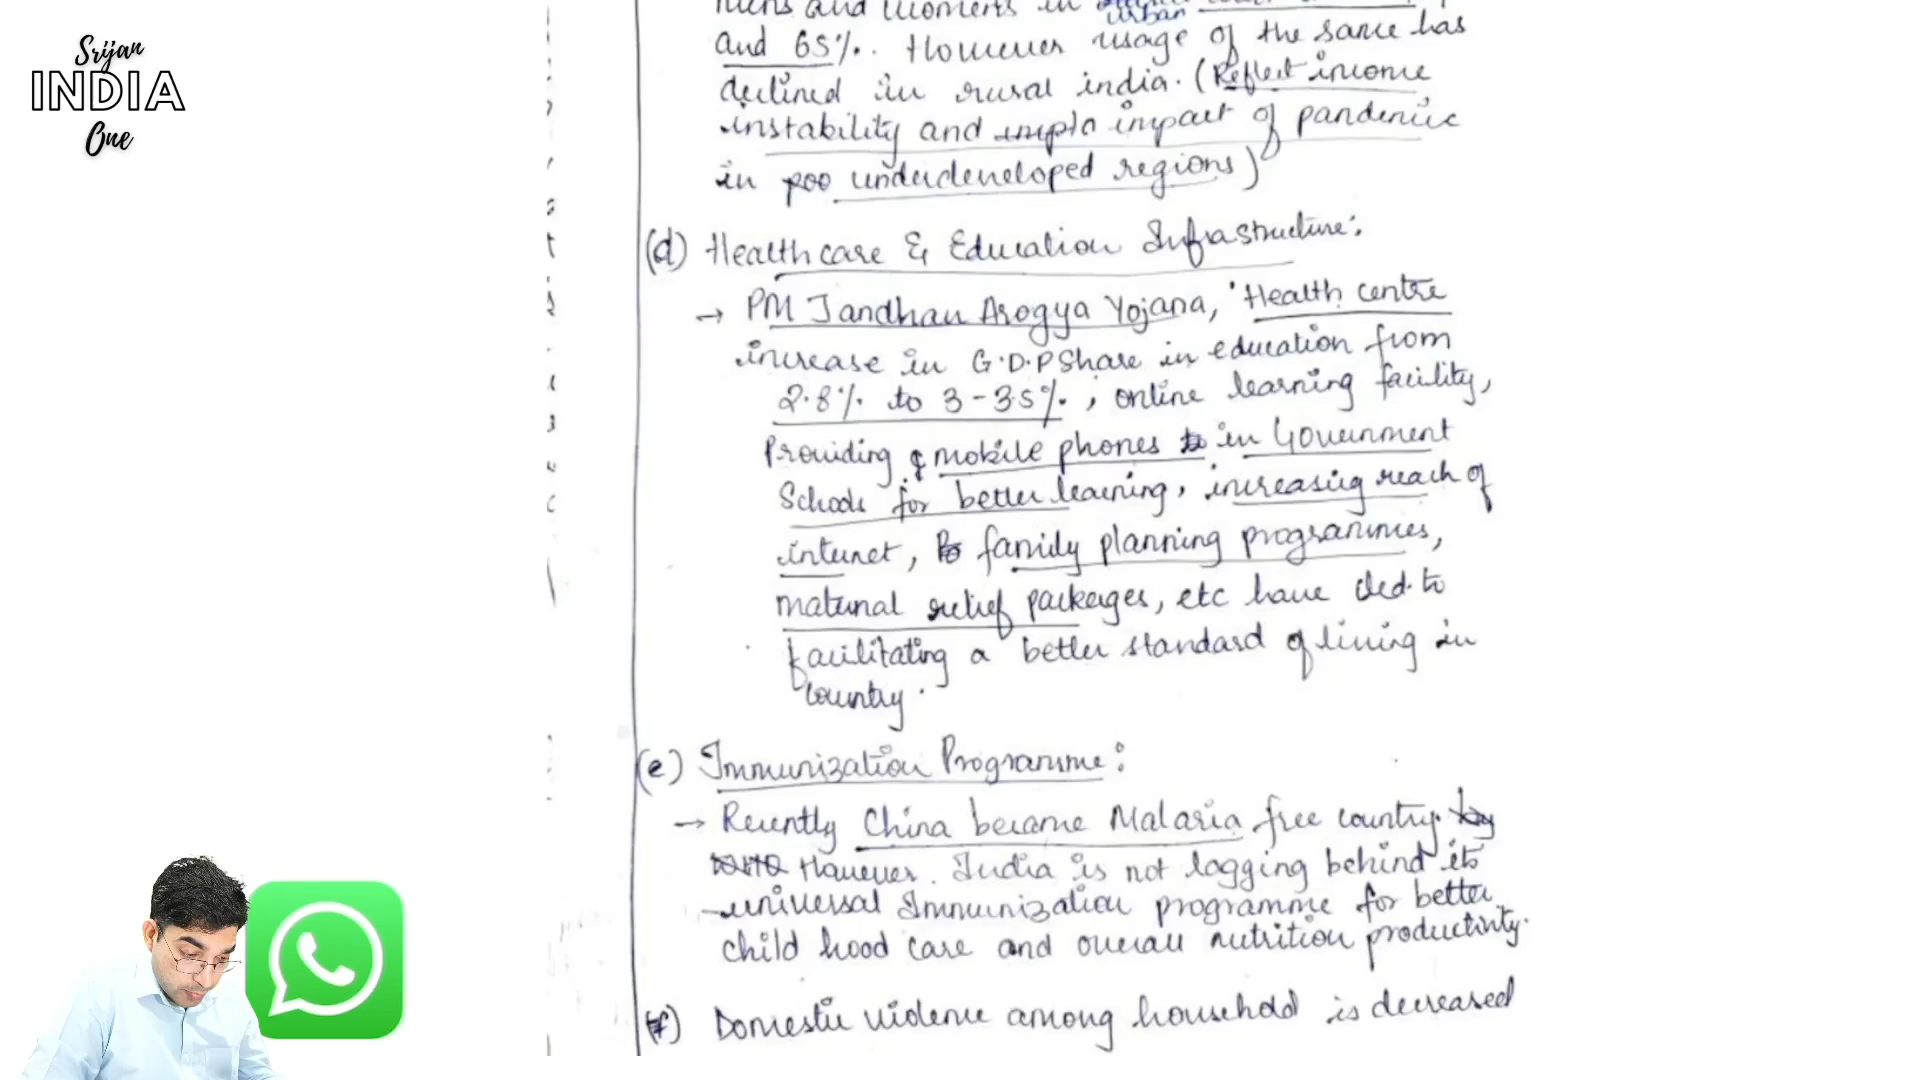 Srijan
INDIA
One
and womens in
urban
and 65%. However usage of the same has
declined in rural india. (Reflect income
instability and impact of pandemic
in underdeveloped regions)
(d) Healthcare & Education Infrastructure:
→ PM Jandhan Arogya Yojana, 'Health centre
increase in G.D.P Share in education from
2.8% to 3-3.5%, online learning facility,
Providing mobile phones in Government
Schools for better learning, increasing reach of
internet, family planning programmes,
maternal relief packages, etc have led to
facilitating a better standard of living in
country.
(e) Immunization Programme:
→ Recently China became Malaria free country.
However. India is not lagging behind its
universal Immunization programme for better
child hood care and overall nutrition productivity.
(f) Domestic violence among household is decreased